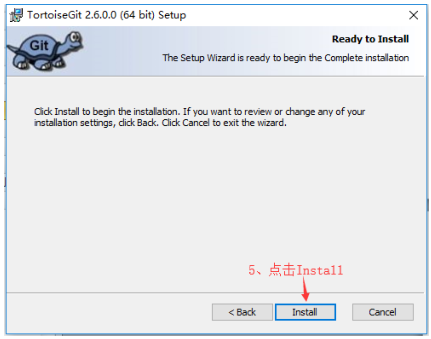 TortoiseGit 2.6.0.0 (64 bit) Setup
Git
Ready to Install
The Setup Wizard is ready to begin the Complete installation
Click Install to begin the installation. If you want to review or change any of your
installation settings, click Back. Click Cancel to exit the wizard.
5、点击Install
< Back
Install
Cancel